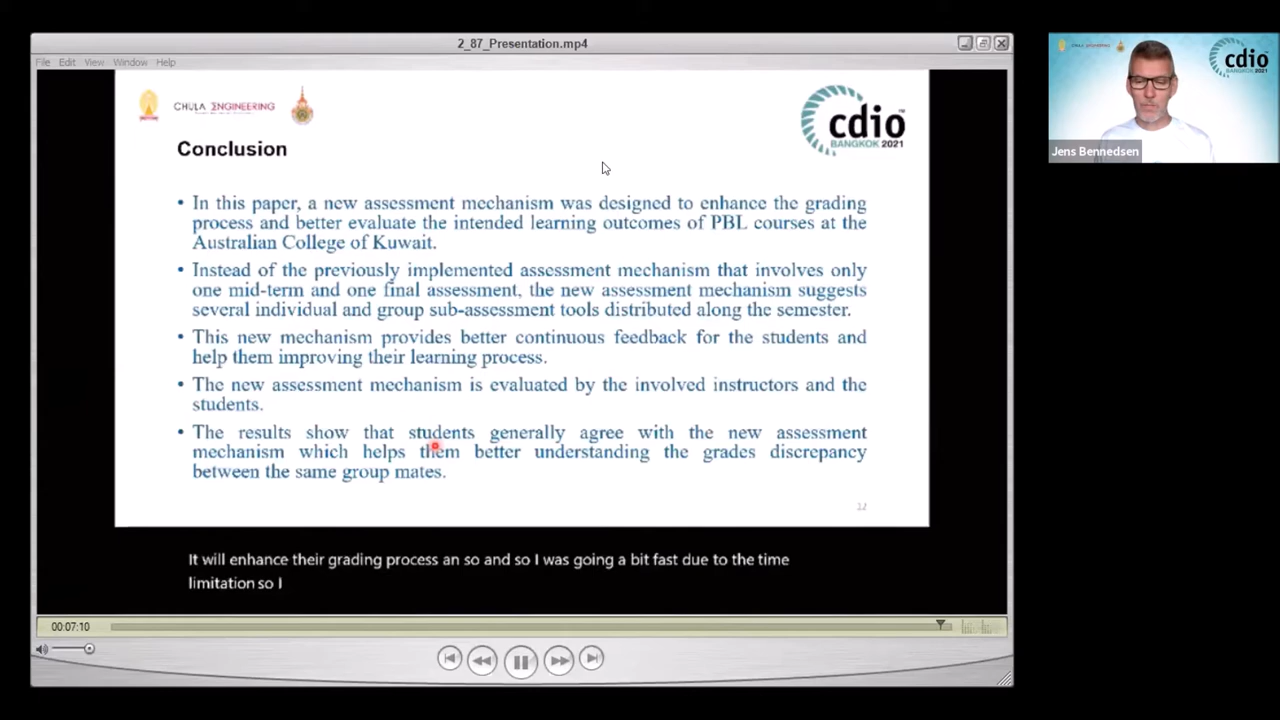 2_87_Presentation.mp4
File Edit View Window Help
CHULA ΣNGINEERING
cdio
BANGKOK 2021
Conclusion
• In this paper, a new assessment mechanism was designed to enhance the grading
process and better evaluate the intended learning outcomes of PBL courses at the
Australian College of Kuwait.
• Instead of the previously implemented assessment mechanism that involves only
one mid-term and one final assessment, the new assessment mechanism suggests
several individual and group sub-assessment tools distributed along the semester.
• This new mechanism provides better continuous feedback for the students and
help them improving their learning process.
• The new assessment mechanism is evaluated by the involved instructors and the
students.
• The results show that students generally agree with the new assessment
mechanism which helps them better understanding the grades discrepancy
between the same group mates.
12
It will enhance their grading process an so and so I was going a bit fast due to the time
limitation so I
00:07:10
cdio
BANGKOK 2021
Jens Bennedsen